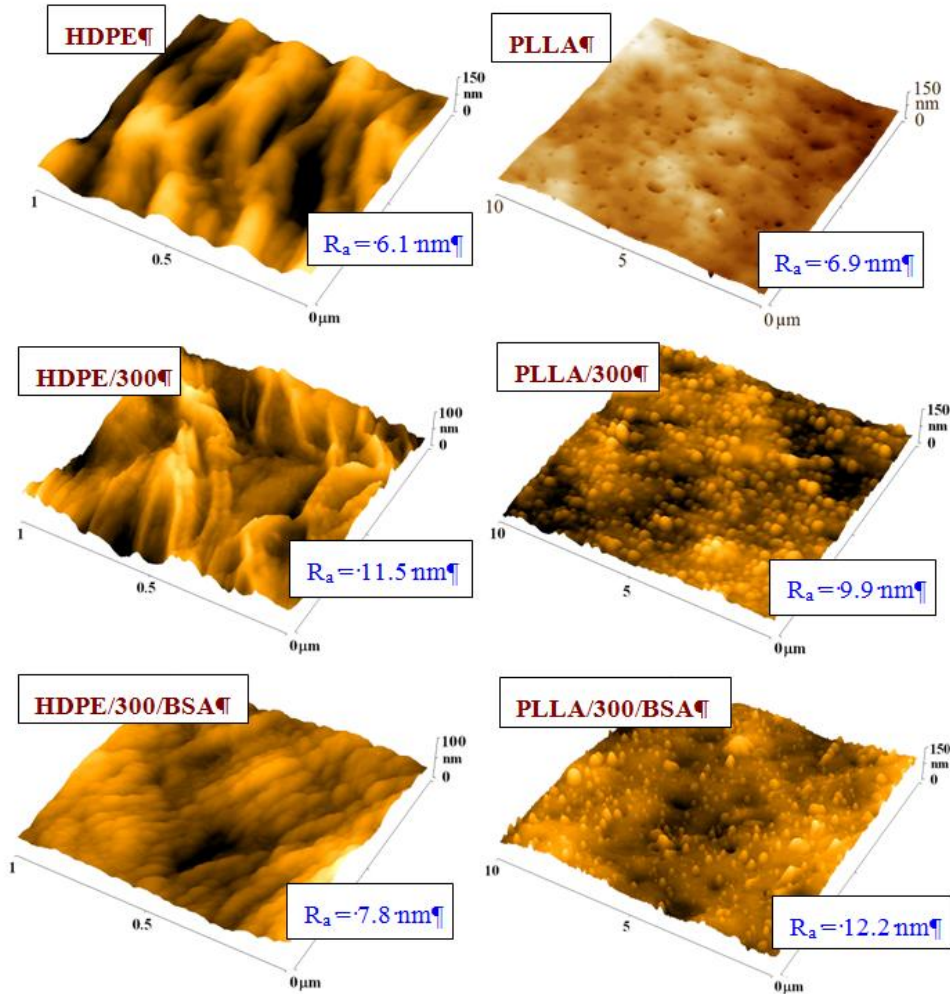 HDPE¶
150
nm
0
1
0.5
0 µm
Rₐ=·6.1·nm¶
PLLA¶
150
nm
0
10
5
0 µm
Rₐ=·6.9·nm¶
HDPE/300¶
100
nm
0
1
0.5
0µm
Rₐ=·11.5·nm¶
PLLA/300¶
150
nm
0
10
5
0µm
Rₐ=·9.9·nm¶
HDPE/300/BSA¶
100
nm
0
1
0.5
0µm
Rₐ=·7.8·nm¶
PLLA/300/BSA¶
150
nm
0
10
5
0µm
Rₐ=·12.2·nm¶